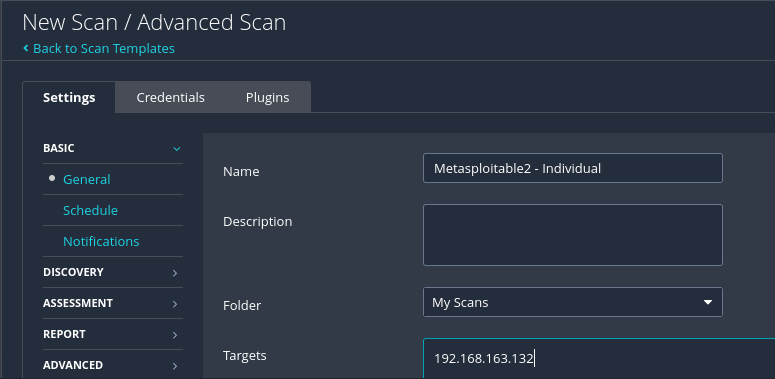 New Scan / Advanced Scan
Back to Scan Templates
Settings Credentials Plugins
BASIC
General
Schedule
Notifications
DISCOVERY
ASSESSMENT
REPORT
ADVANCED
Name Metasploitable2 - Individual
Description
Folder My Scans
Targets 192.168.163.132